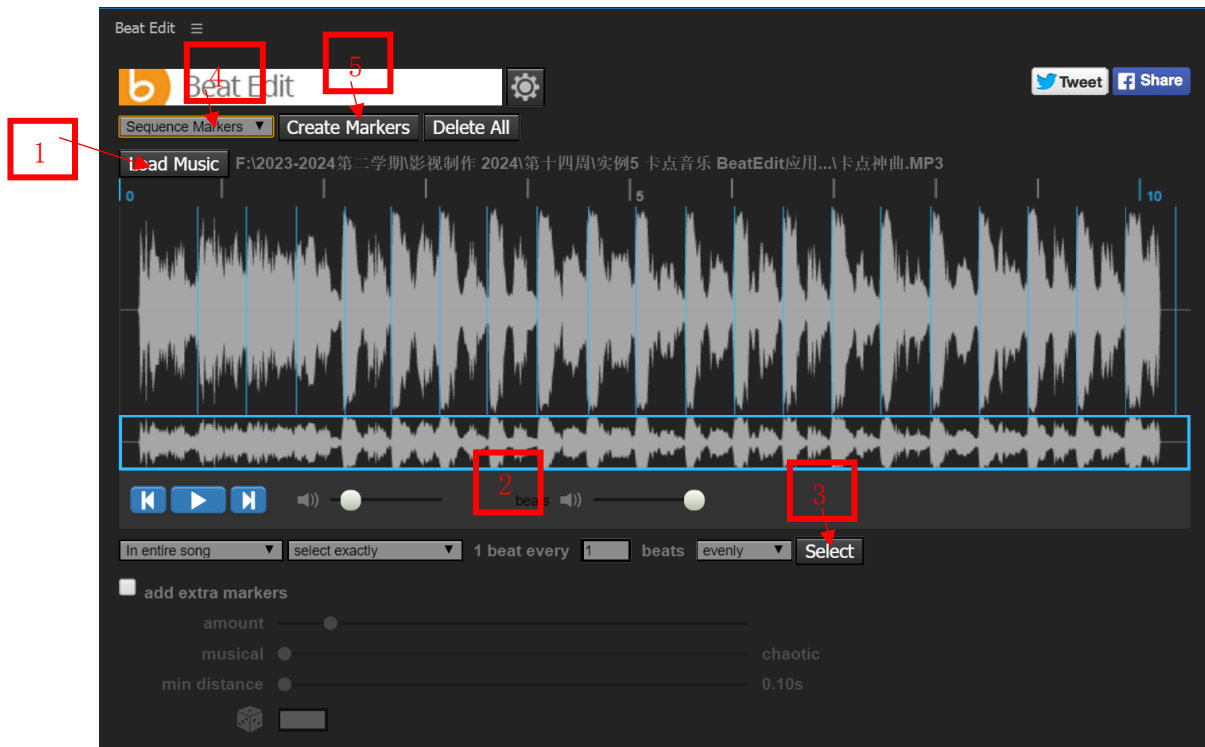 Beat Edit
4
5
Beat Edit
Tweet
Share
Sequence Markers
Create Markers
Delete All
1
Load Music
F:\2023-2024第二学期\影视制作 2024\第十四周\实例5 卡点音乐 BeatEdit应用...\卡点神曲.MP3
0
5
10
2
beats
3
In entire song
select exactly
1 beat every
1
beats
evenly
Select
add extra markers
amount
musical
chaotic
min distance
0.10s